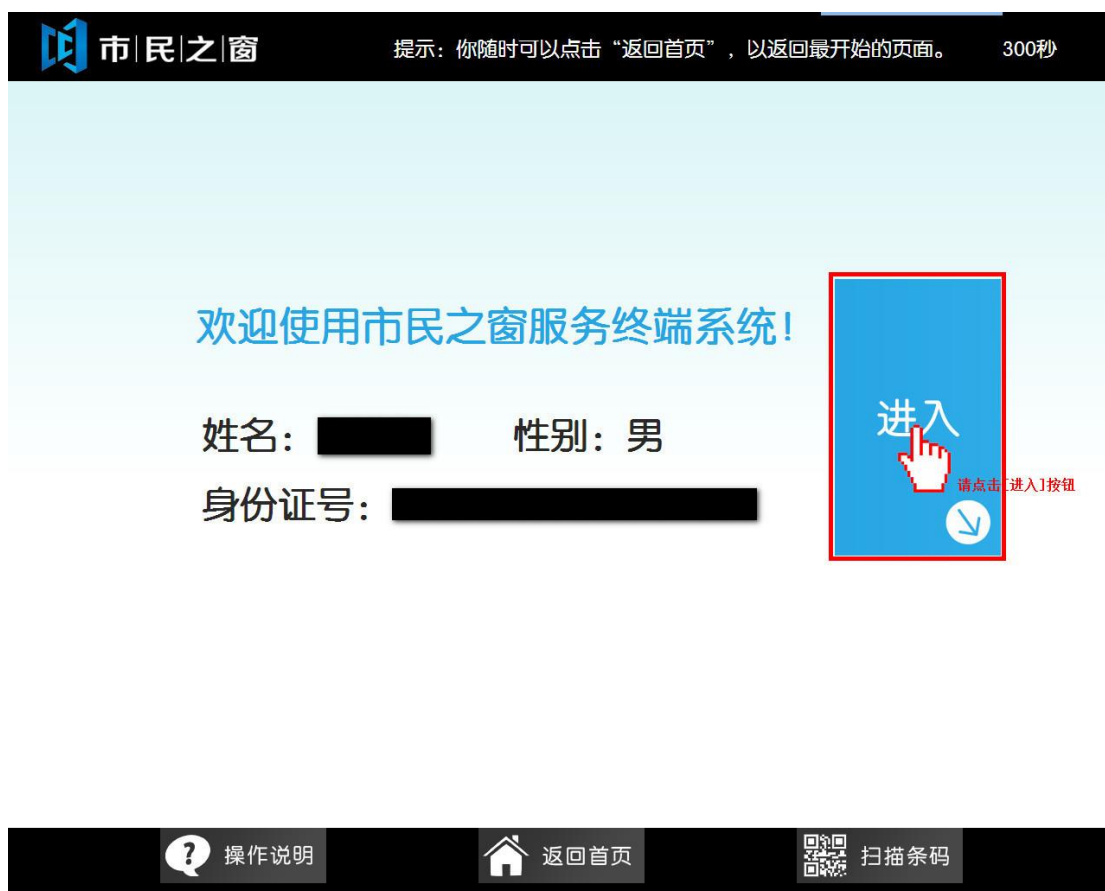 市民之窗 提示：你随时可以点击“返回首页”，以返回最开始的页面。 300秒
欢迎使用市民之窗服务终端系统!
进入
姓名： 性别：男
请点击[进入]按钮
身份证号：
操作说明 返回首页 扫描条码